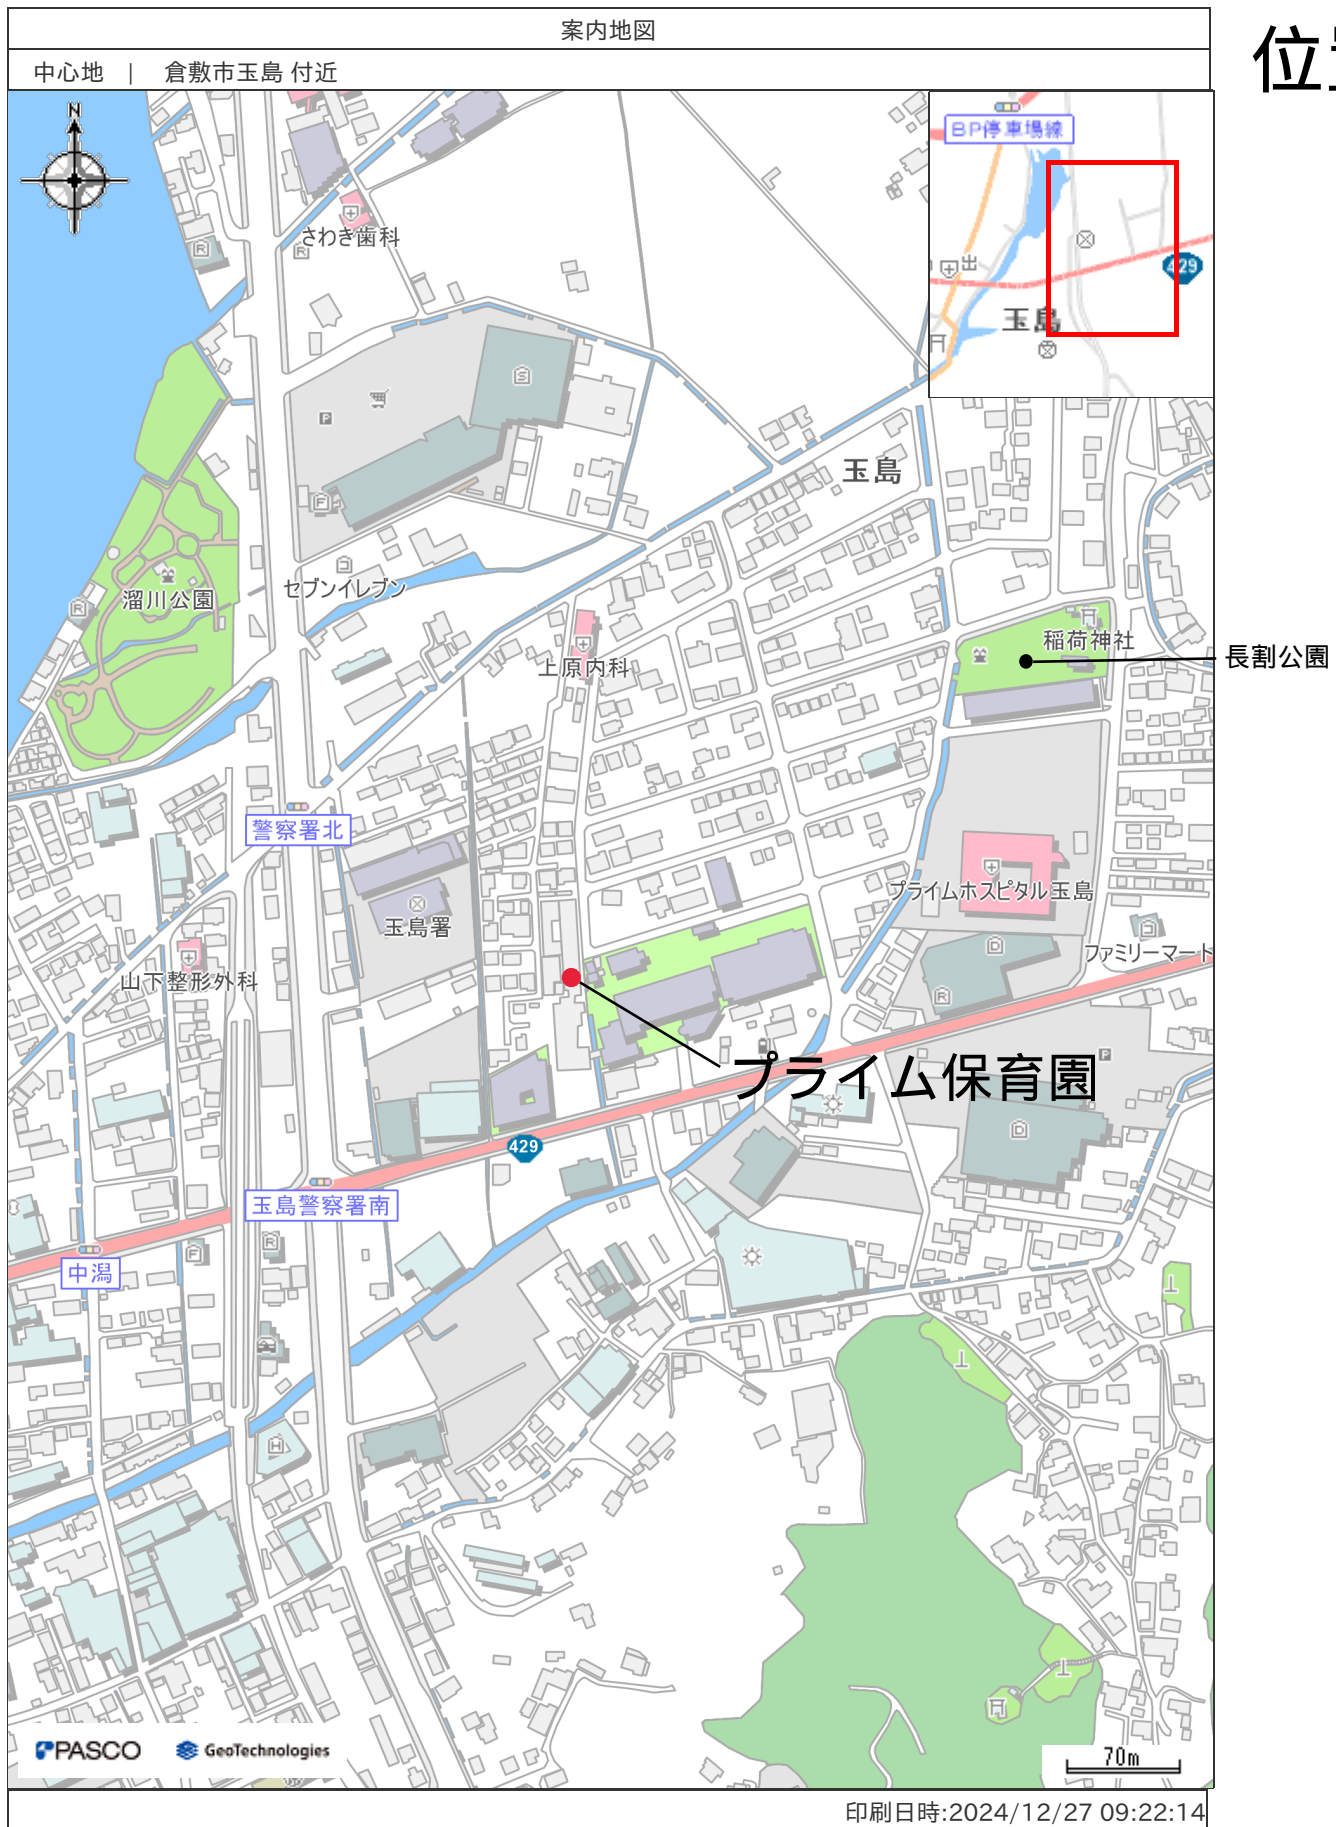 案内地図
位置
中心地 | 倉敷市玉島 付近
N
BP停車場線
さわき歯科
R
R
出
429
玉島
S
P
玉島
F
セブンイレブン
溜川公園
R
稲荷神社
上原内科
長割公園
警察署北
プライムホスピタル玉島
玉島署
D
ファミリーマート
山下整形外科
R
プライム保育園
P
D
429
玉島警察署南
R
F
中潟
H
PASCO
GeoTechnologies
70m
印刷日時:2024/12/27 09:22:14